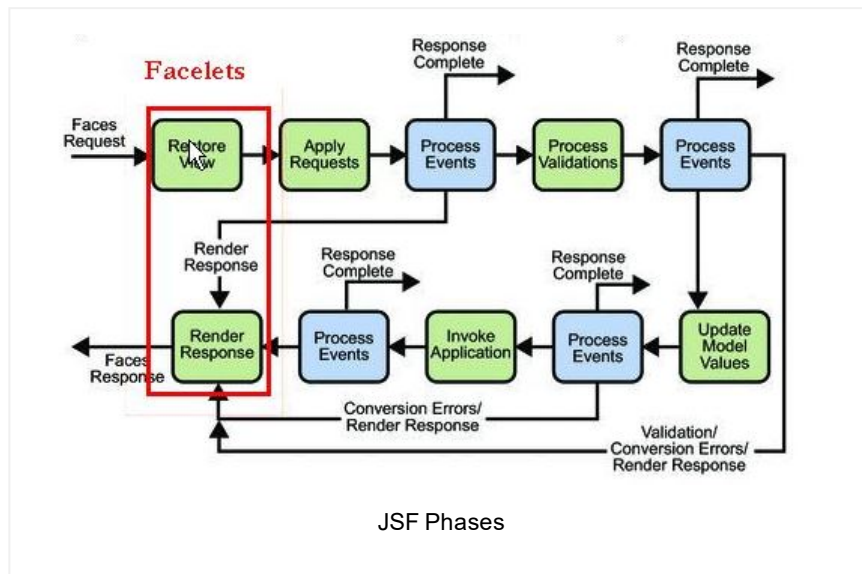 Facelets
Response
Complete
Response
Complete
Faces
Request
Restore
View
Apply
Requests
Process
Events
Process
Validations
Process
Events
Render
Response
Response
Complete
Response
Complete
Render
Response
Process
Events
Invoke
Application
Process
Events
Update
Model
Values
Faces
Response
Conversion Errors/
Render Response
Validation/
Conversion Errors/
Render Response
JSF Phases